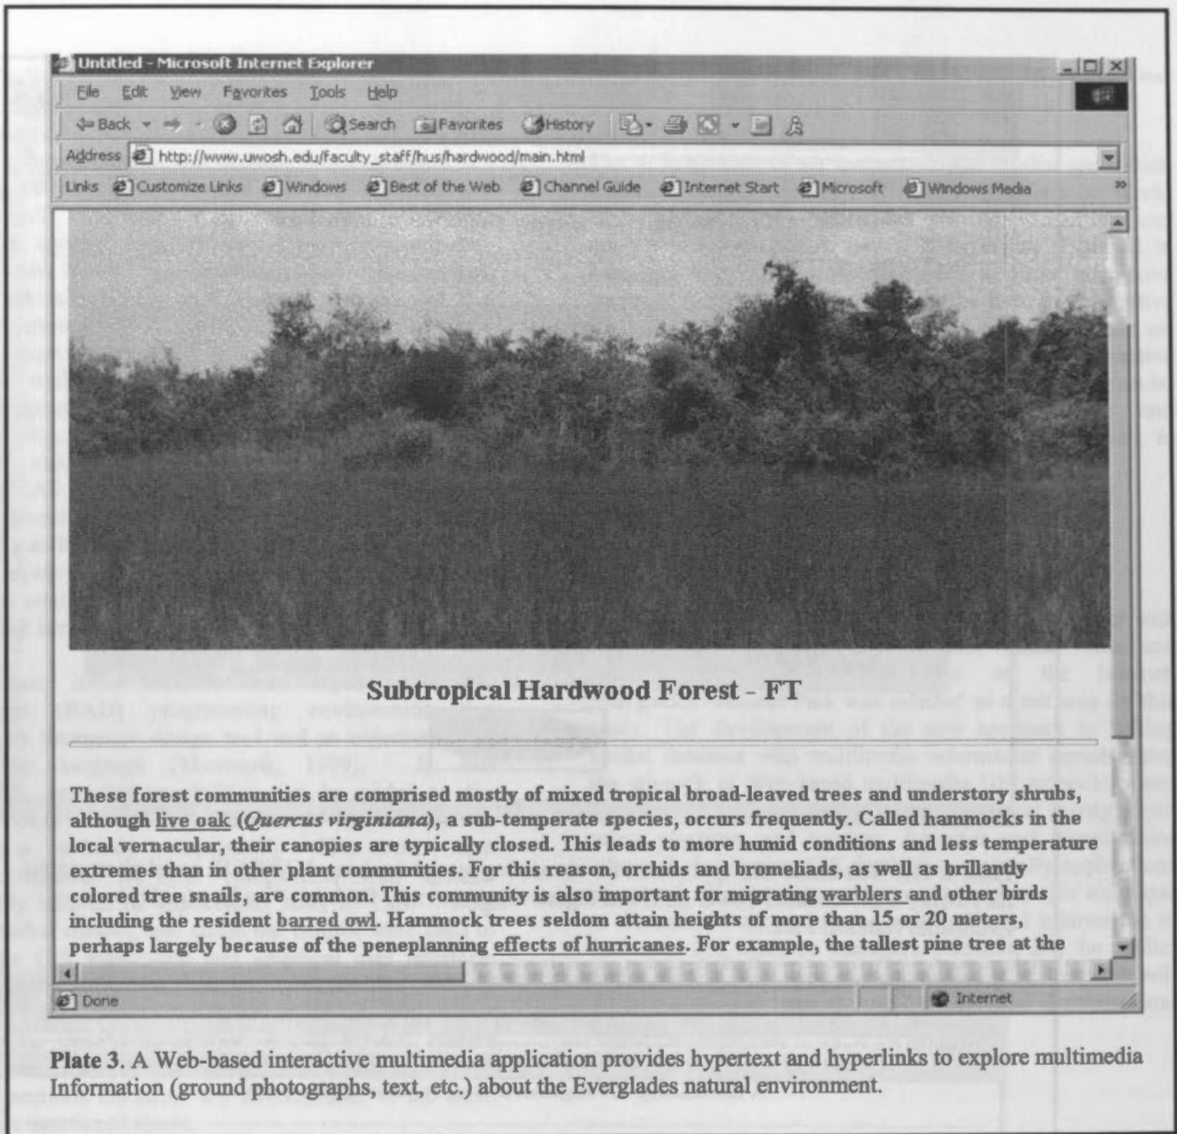 Untitled - Microsoft Internet Explorer
File Edit View Favorites Tools Help
Back Search Favorites History
Address http://www.uwosh.edu/faculty_staff/hus/hardwood/main.html
Links Customize Links Windows Best of the Web Channel Guide Internet Start Microsoft Windows Media »
Subtropical Hardwood Forest - FT
These forest communities are comprised mostly of mixed tropical broad-leaved trees and understory shrubs,
although live oak (Quercus virginiana), a sub-temperate species, occurs frequently. Called hammocks in the
local vernacular, their canopies are typically closed. This leads to more humid conditions and less temperature
extremes than in other plant communities. For this reason, orchids and bromeliads, as well as brillantly
colored tree snails, are common. This community is also important for migrating warblers and other birds
including the resident barred owl. Hammock trees seldom attain heights of more than 15 or 20 meters,
perhaps largely because of the peneplanning effects of hurricanes. For example, the tallest pine tree at the
Done Internet
Plate 3. A Web-based interactive multimedia application provides hypertext and hyperlinks to explore multimedia
Information (ground photographs, text, etc.) about the Everglades natural environment.